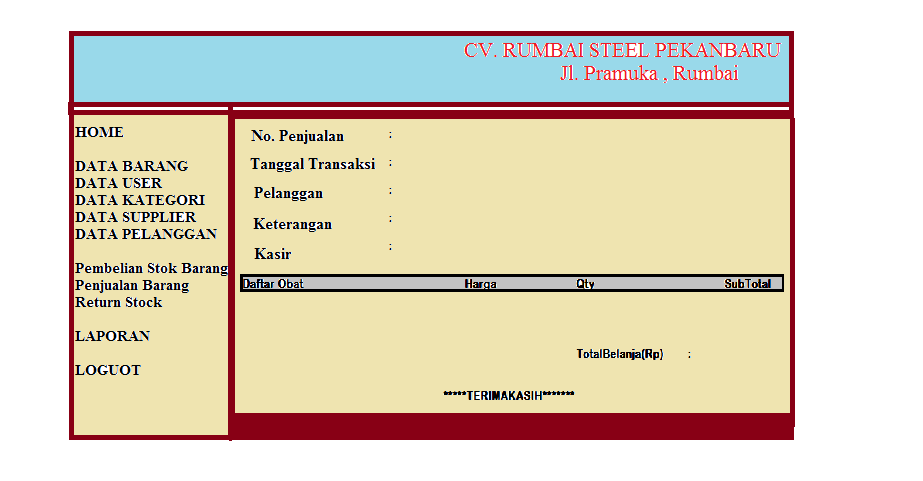 CV. RUMBAI STEEL PEKANBARU
Jl. Pramuka , Rumbai
HOME
DATA BARANG
DATA USER
DATA KATEGORI
DATA SUPPLIER
DATA PELANGGAN
Pembelian Stok Barang
Penjualan Barang
Return Stock
LAPORAN
LOGUOT
No. Penjualan :
Tanggal Transaksi :
Pelanggan :
Keterangan :
Kasir :
Daftar Obat Harga Qty SubTotal
TotalBelanja(Rp) :
*****TERIMAKASIH*******